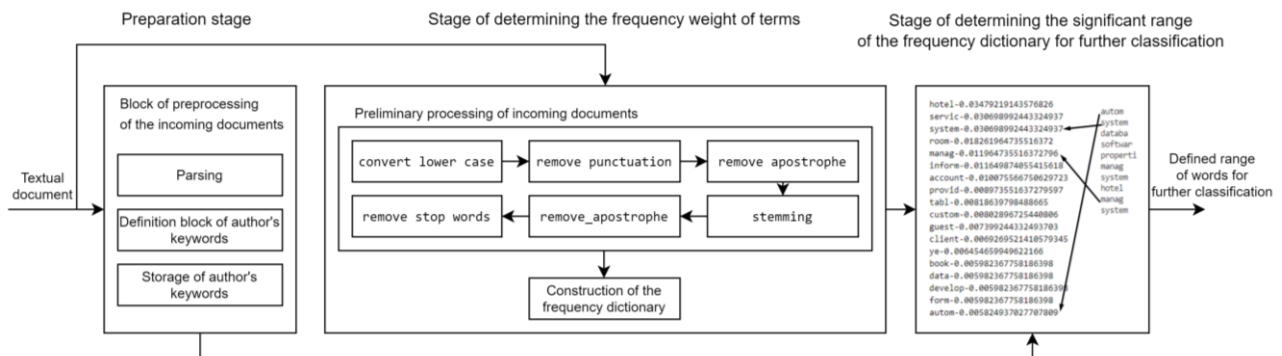 Preparation stage
Stage of determining the frequency weight of terms
Stage of determining the significant range
of the frequency dictionary for further classification
Textual
document
Block of preprocessing
of the incoming documents
Parsing
Definition block of author's
keywords
Storage of author's
keywords
Preliminary processing of incoming documents
convert lower case
remove punctuation
remove apostrophe
remove stop words
remove_apostrophe
stemming
Construction of the
frequency dictionary
hotel-0.03479219143576826
servic-0.030698992443324937
system-0.030698992443324937
room-0.018261964735516372
manag-0.011964735516372796
inform-0.011649874055415618
account-0.010075566750629723
provid-0.008973551637279597
tabl-0.00818639798488665
custom-0.00802896725440806
guest-0.007399244332493703
client-0.0069269521410579345
ye-0.006454659949622166
book-0.005982367758186398
data-0.005982367758186398
develop-0.005982367758186398
form-0.005982367758186398
autom-0.005824937027707809
autom
system
databa
softwar
properti
manag
system
hotel
manag
system
Defined range
of words for
further classification